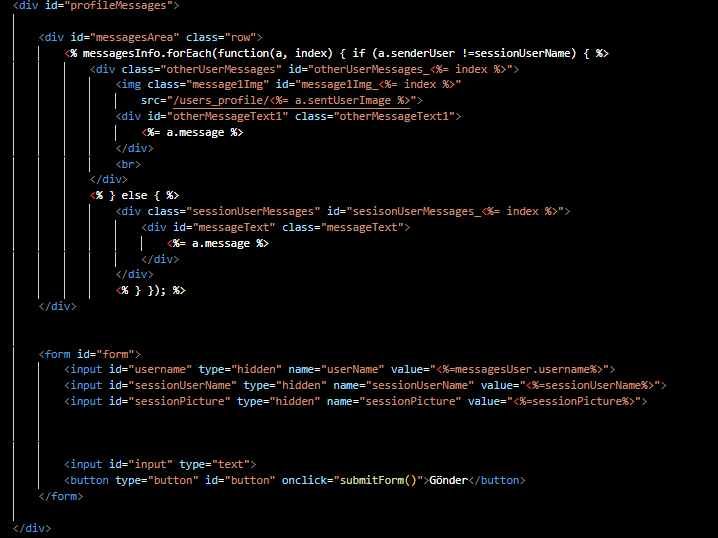 <div id="profileMessages">
<div id="messagesArea" class="row">
<% messagesInfo.forEach(function(a, index) { if (a.senderUser !=sessionUserName) { %>
<div class="otherUserMessages" id="otherUserMessages_<%= index %>">
<img class="message1Img" id="message1Img_<%= index %>"
src="/users_profile/<%= a.sentUserImage %>">
<div id="otherMessageText1" class="otherMessageText1">
<%= a.message %>
</div>
<br>
</div>
<% } else { %>
<div class="sessionUserMessages" id="sesisonUserMessages_<%= index %>">
<div id="messageText" class="messageText">
<%= a.message %>
</div>
</div>
<% } }); %>
</div>
<form id="form">
<input id="username" type="hidden" name="userName" value="<%=messagesUser.username%>">
<input id="sessionUserName" type="hidden" name="sessionUserName" value="<%=sessionUserName%>">
<input id="sessionPicture" type="hidden" name="sessionPicture" value="<%=sessionPicture%>">
<input id="input" type="text">
<button type="button" id="button" onclick="submitForm()">Gönder</button>
</form>
</div>